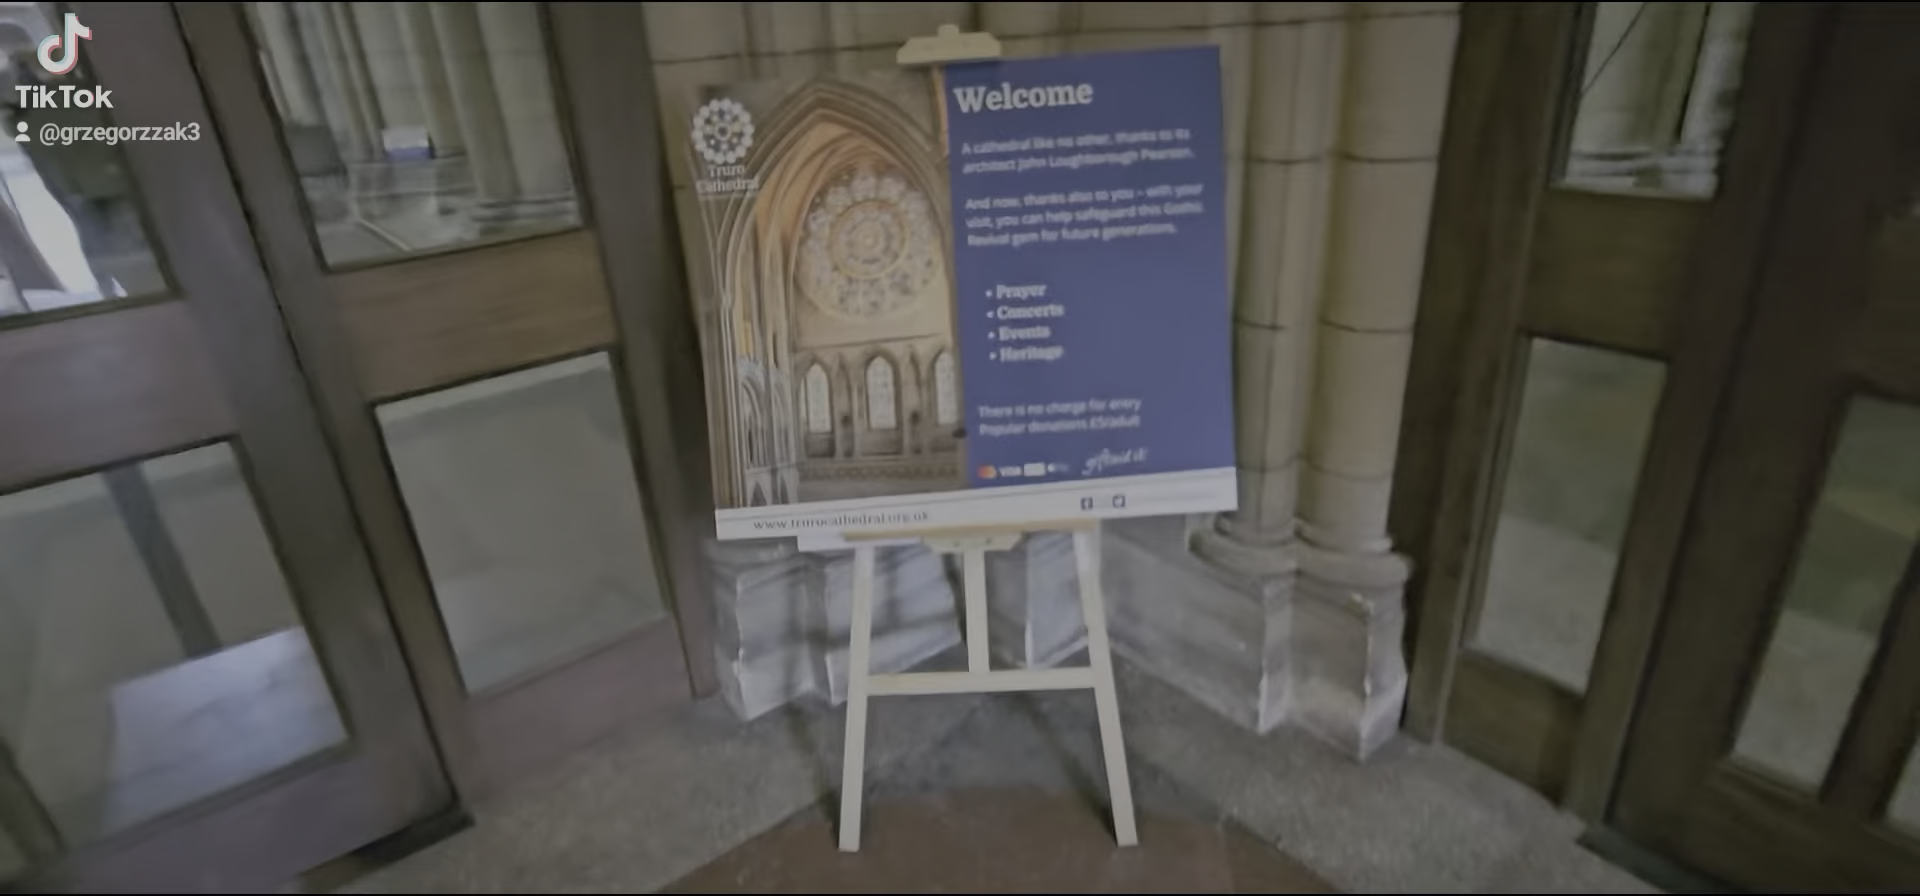 TikTok
@grzegorzzak3
Truro
Cathedral
Welcome
A cathedral like no other, thanks to its
architect John Loughborough Pearson.
And now, thanks also to you – with your
visit, you can help safeguard this Gothic
Revival gem for future generations.
• Prayer
• Concerts
• Events
• Heritage
There is no charge for entry
Popular donations £5/adult
VISA
giftaid it
www.trurocathedral.org.uk